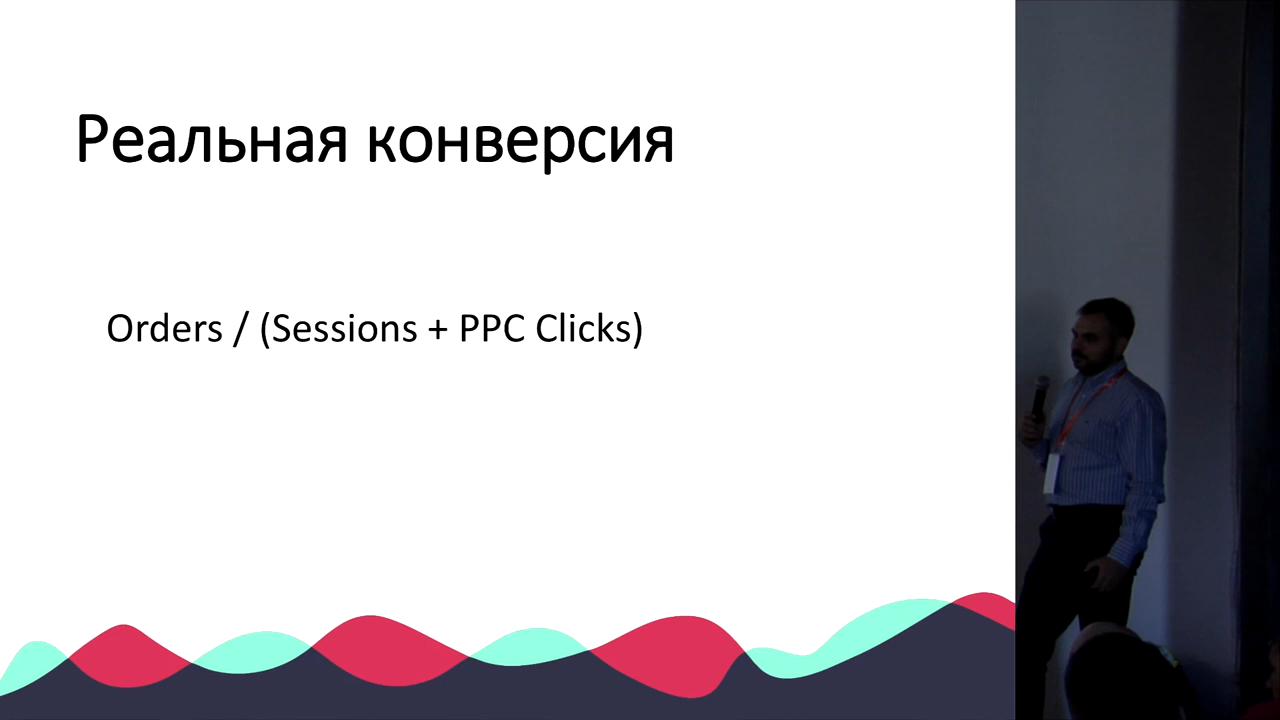 Реальная конверсия
Orders / (Sessions + PPC Clicks)